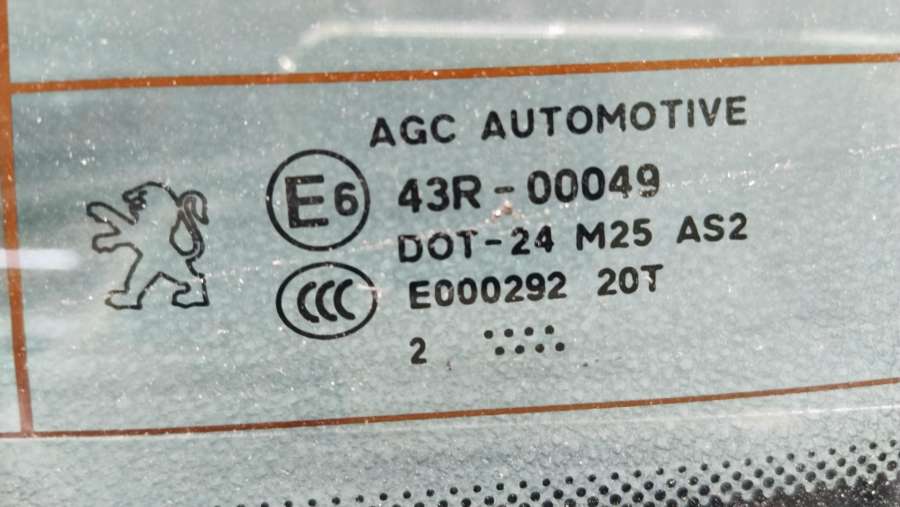 AGC AUTOMOTIVE
E6 43R-00049
DOT-24 M25 AS2
CCC E000292 20T
2